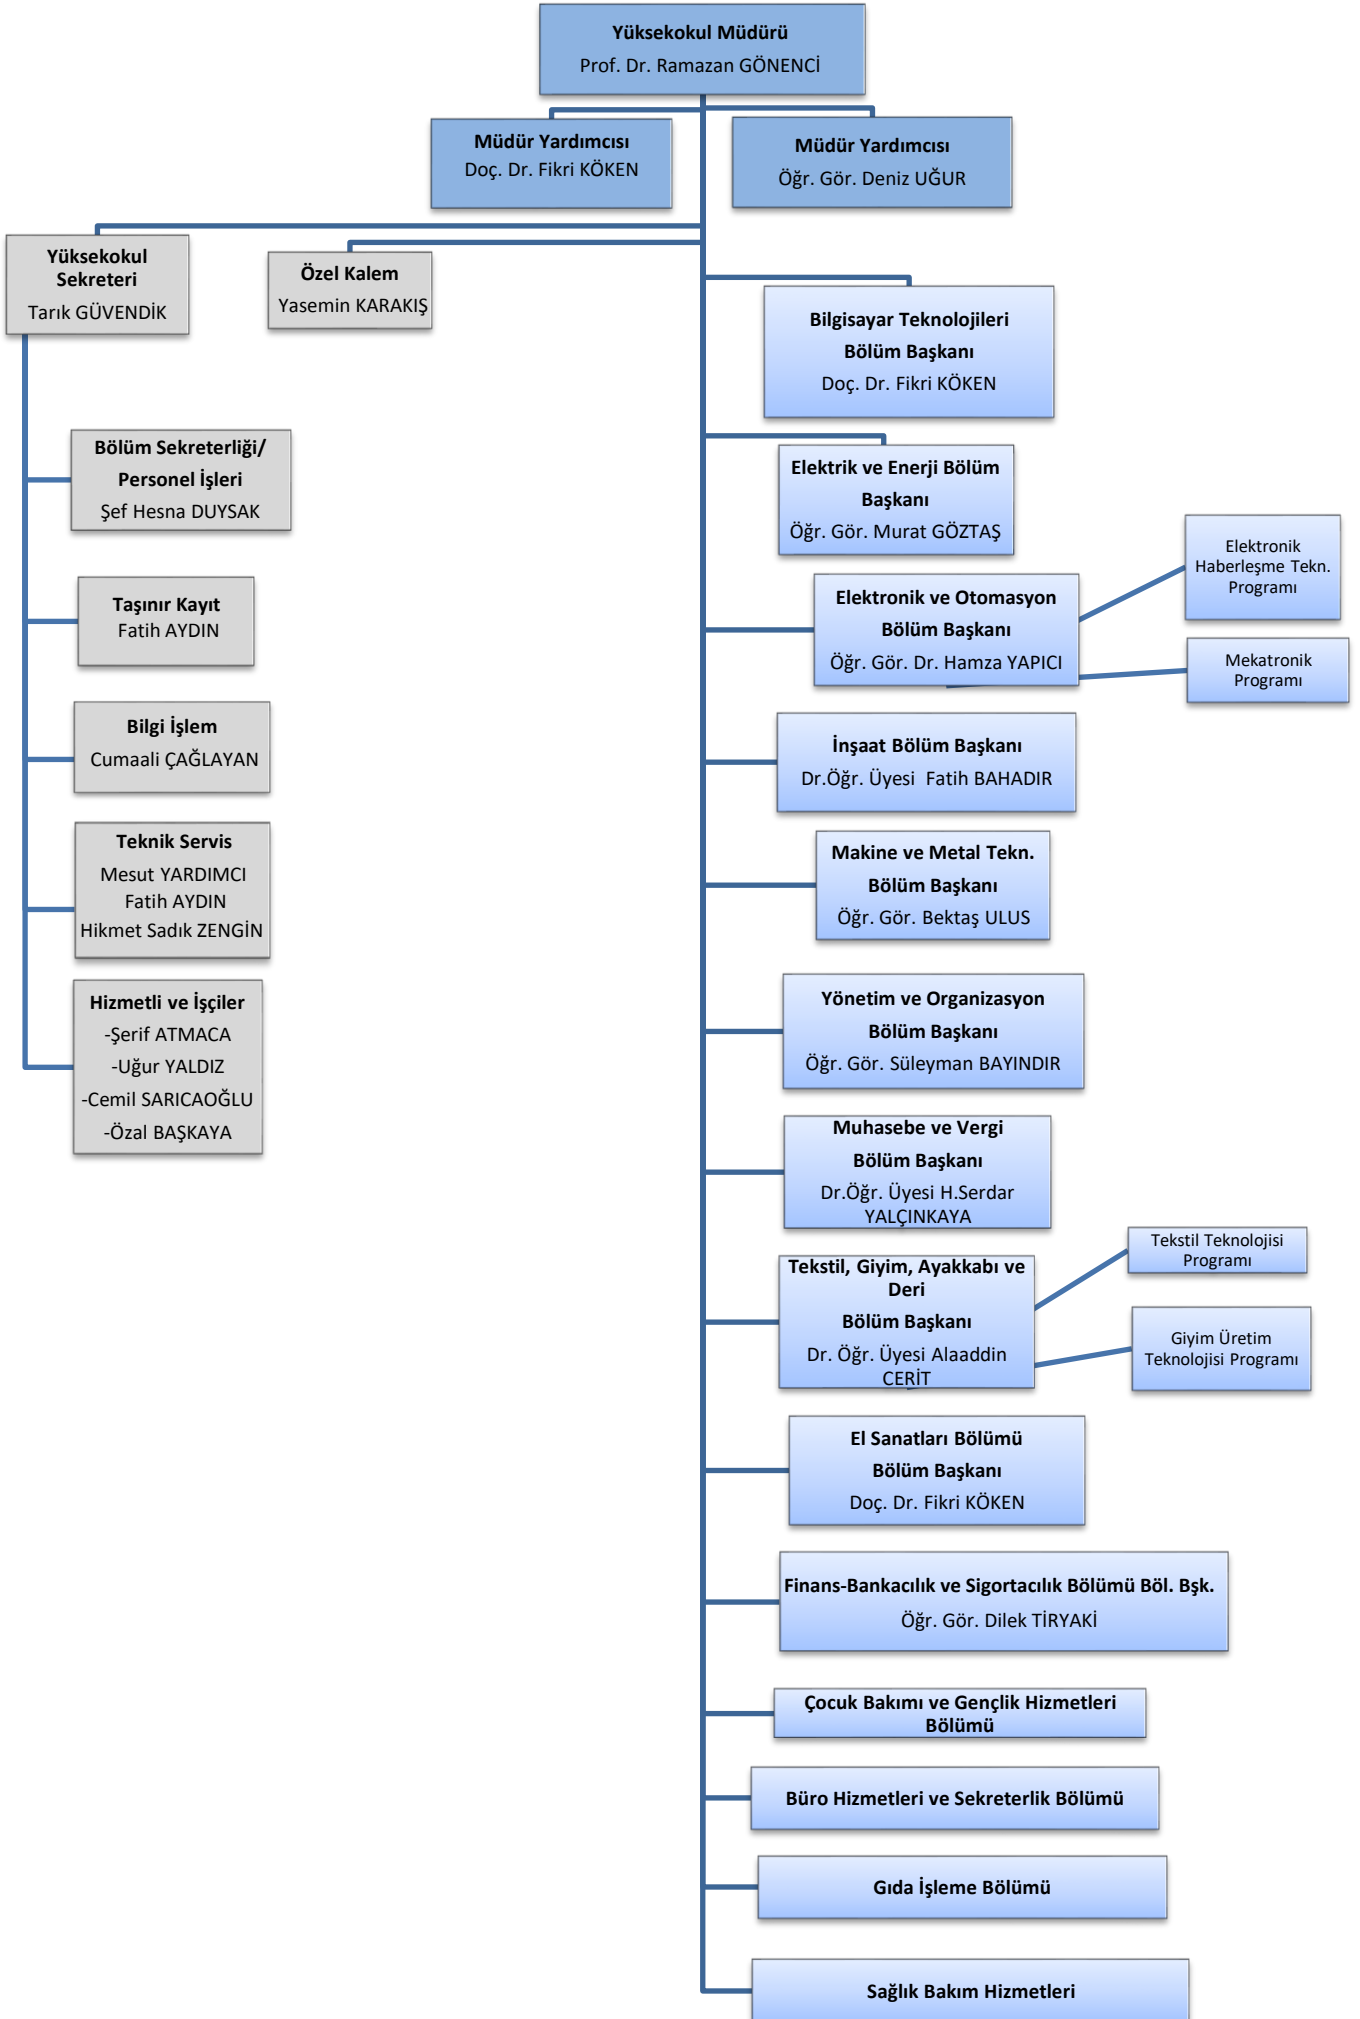 Yüksekokul Müdürü
Prof. Dr. Ramazan GÖNENCİ
Müdür Yardımcısı
Doç. Dr. Fikri KÖKEN
Müdür Yardımcısı
Öğr. Gör. Deniz UĞUR
Yüksekokul
Sekreteri
Tarık GÜVENDİK
Özel Kalem
Yasemin KARAKIŞ
Bölüm Sekreterliği/
Personel İşleri
Şef Hesna DUYSAK
Taşınır Kayıt
Fatih AYDIN
Bilgi İşlem
Cumaali ÇAĞLAYAN
Teknik Servis
Mesut YARDIMCI
Fatih AYDIN
Hikmet Sadık ZENGİN
Hizmetli ve İşçiler
-Şerif ATMACA
-Uğur YALDIZ
-Cemil SARICAOĞLU
-Özal BAŞKAYA
Bilgisayar Teknolojileri
Bölüm Başkanı
Doç. Dr. Fikri KÖKEN
Elektrik ve Enerji Bölüm
Başkanı
Öğr. Gör. Murat GÖZTAŞ
Elektronik ve Otomasyon
Bölüm Başkanı
Öğr. Gör. Dr. Hamza YAPICI
Elektronik
Haberleşme Tekn.
Programı
Mekatronik
Programı
İnşaat Bölüm Başkanı
Dr.Öğr. Üyesi  Fatih BAHADIR
Makine ve Metal Tekn.
Bölüm Başkanı
Öğr. Gör. Bektaş ULUS
Yönetim ve Organizasyon
Bölüm Başkanı
Öğr. Gör. Süleyman BAYINDIR
Muhasebe ve Vergi
Bölüm Başkanı
Dr.Öğr. Üyesi H.Serdar
YALÇINKAYA
Tekstil, Giyim, Ayakkabı ve
Deri
Bölüm Başkanı
Dr. Öğr. Üyesi Alaaddin
CERİT
Tekstil Teknolojisi
Programı
Giyim Üretim
Teknolojisi Programı
El Sanatları Bölümü
Bölüm Başkanı
Doç. Dr. Fikri KÖKEN
Finans-Bankacılık ve Sigortacılık Bölümü Böl. Bşk.
Öğr. Gör. Dilek TİRYAKİ
Çocuk Bakımı ve Gençlik Hizmetleri
Bölümü
Büro Hizmetleri ve Sekreterlik Bölümü
Gıda İşleme Bölümü
Sağlık Bakım Hizmetleri